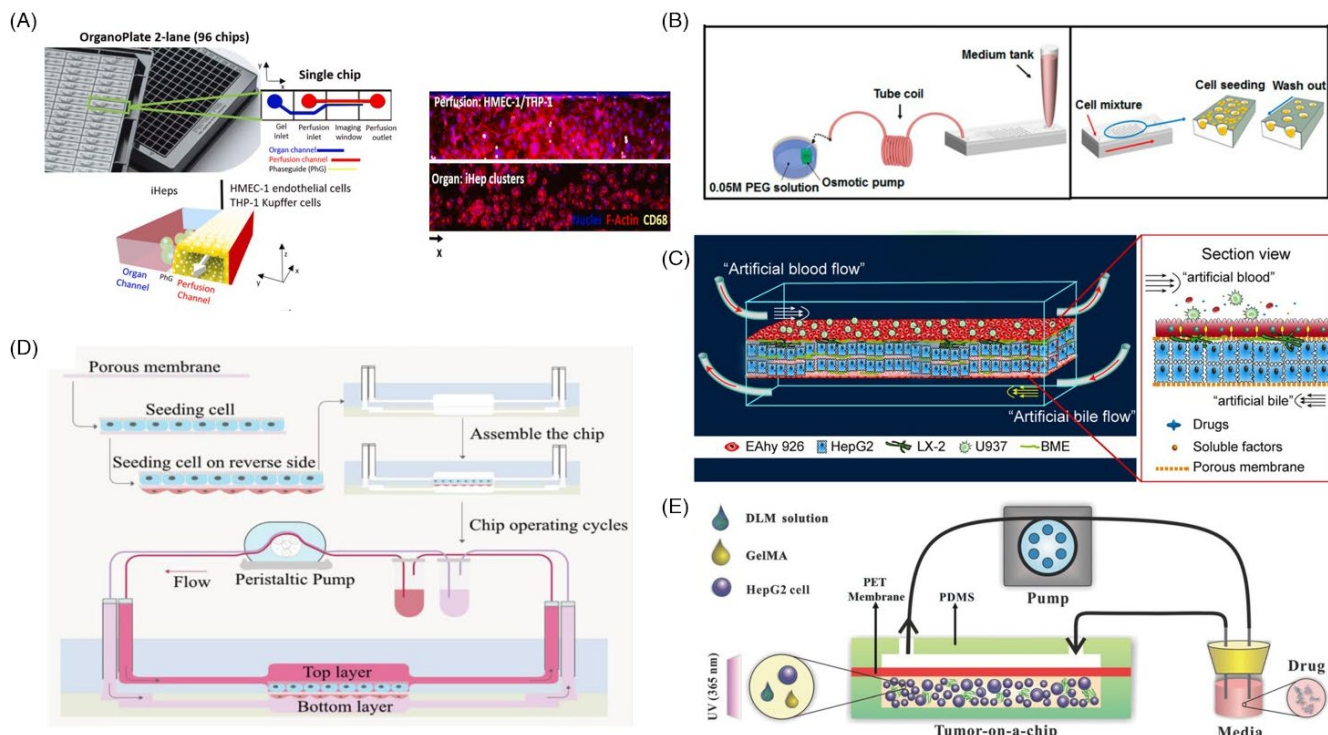 (A)
OrganoPlate 2-lane (96 chips)
y
x
Single chip
Gel inlet
Perfusion inlet
Imaging window
Perfusion outlet
Organ channel
Perfusion channel
Phaseguide (PhG)
iHeps
HMEC-1 endothelial cells
THP-1 Kupffer cells
Organ Channel
PhG
Perfusion Channel
z
x
y
Perfusion: HMEC-1/THP-1
Organ: iHep clusters
Nuclei F-Actin CD68
x
(B)
Medium tank
Tube coil
0.05M PEG solution
Osmotic pump
Cell mixture
Cell seeding
Wash out
(C)
"Artificial blood flow"
"Artificial bile flow"
EAhy 926
HepG2
LX-2
U937
BME
Section view
"artificial blood"
"artificial bile"
Drugs
Soluble factors
Porous membrane
(D)
Porous membrane
Seeding cell
Seeding cell on reverse side
Assemble the chip
Chip operating cycles
Flow
Peristaltic Pump
Top layer
Bottom layer
(E)
DLM solution
GelMA
HepG2 cell
PET
Membrane
PDMS
Pump
UV (365 nm)
Drug
Tumor-on-a-chip
Media